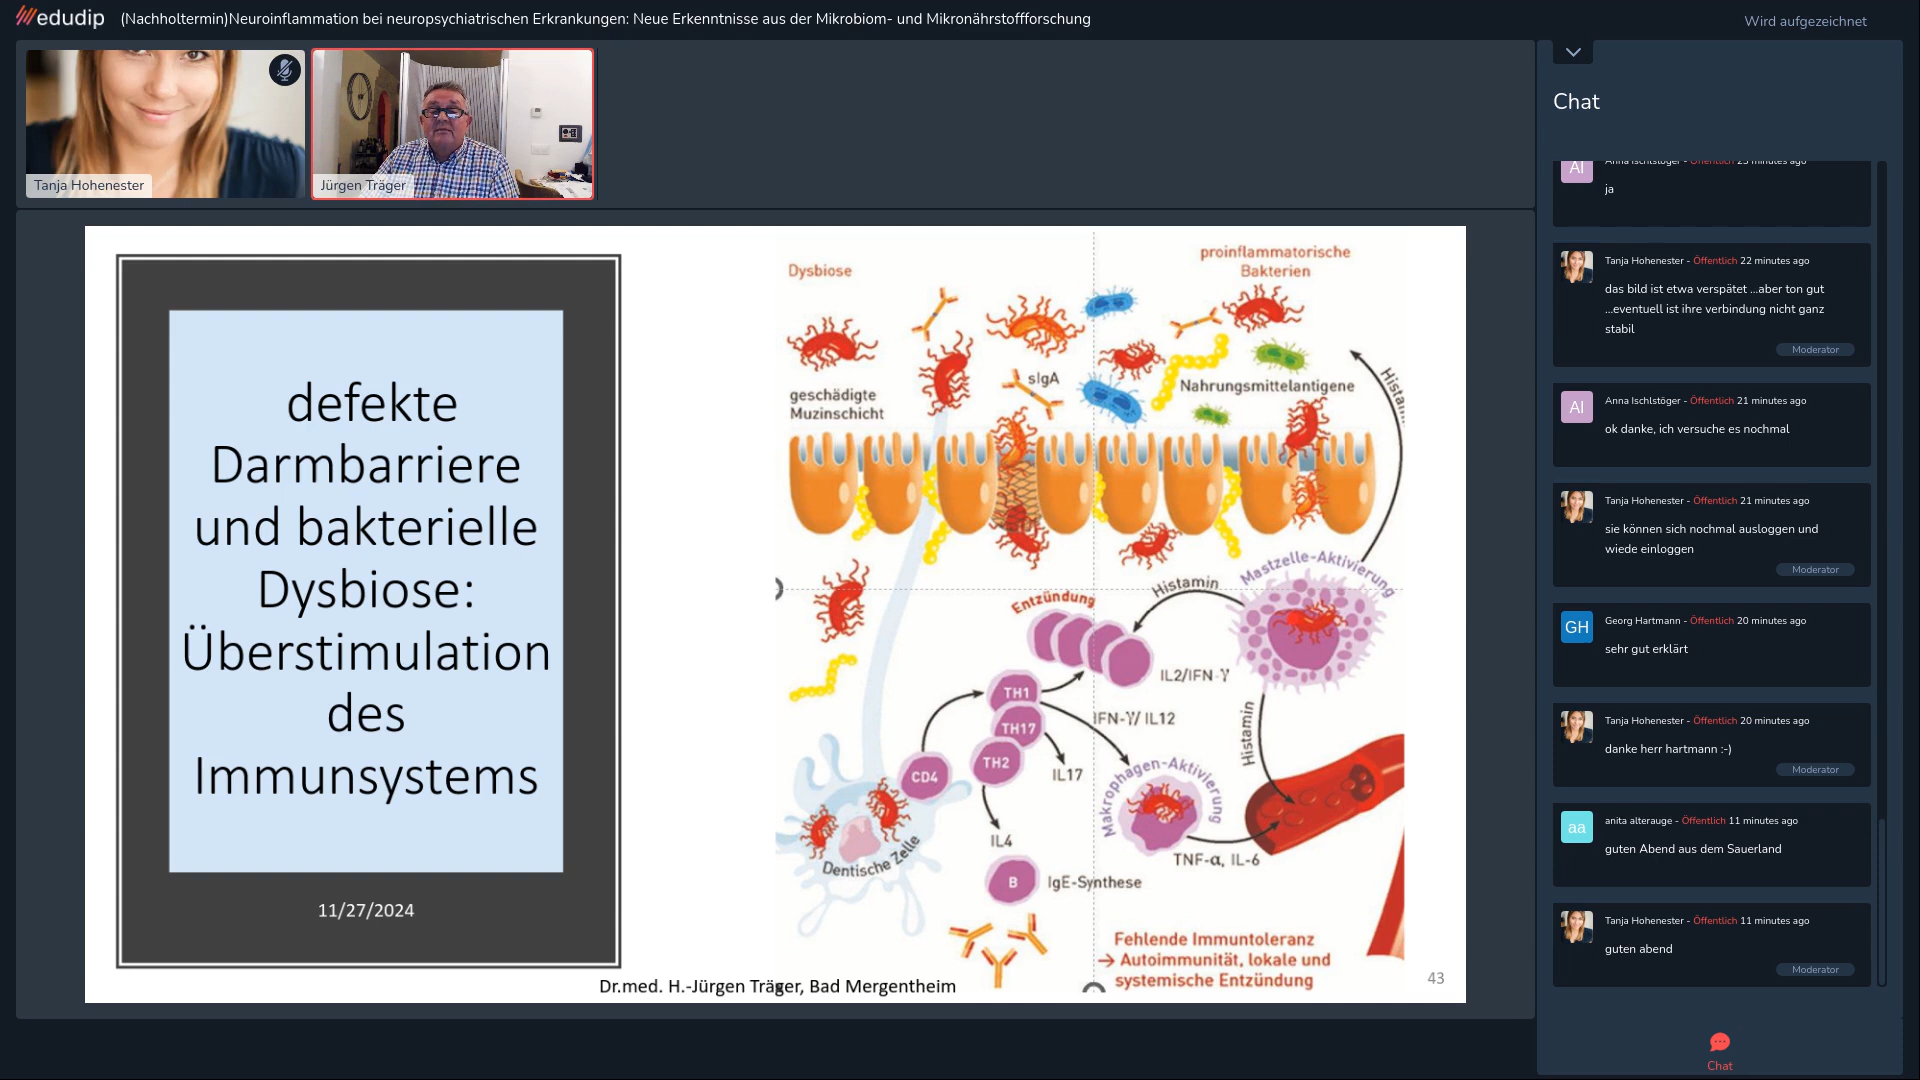 edudip
(Nachholtermin)Neuroinflammation bei neuropsychiatrischen Erkrankungen: Neue Erkenntnisse aus der Mikrobiom- und Mikronährstoffforschung
Wird aufgezeichnet
Tanja Hohenester
Jürgen Träger
defekte
Darmbarriere
und bakterielle
Dysbiose:
Überstimulation
des
Immunsystems
11/27/2024
Dysbiose
proinflammatorische
Bakterien
sIgA
geschädigte
Muzinschicht
Nahrungsmittelantigene
Mastzelle-Aktivierung
Histamin
Entzündung
IL2/IFN-γ
TH1
IFN-γ/ IL12
TH17
Histamin
TH2
CD4
IL17
Makrophagen-Aktivierung
IL4
Dentische Zelle
TNF-α, IL-6
B
IgE-Synthese
Fehlende Immuntoleranz
→ Autoimmunität, lokale und
systemische Entzündung
Dr.med. H.-Jürgen Träger, Bad Mergentheim
43
Chat
AI
Anna Ischlstöger - Öffentlich 23 minutes ago
ja
Tanja Hohenester - Öffentlich 22 minutes ago
das bild ist etwa verspätet ...aber ton gut
...eventuell ist ihre verbindung nicht ganz
stabil
Moderator
AI
Anna Ischlstöger - Öffentlich 21 minutes ago
ok danke, ich versuche es nochmal
Tanja Hohenester - Öffentlich 21 minutes ago
sie können sich nochmal ausloggen und
wiede einloggen
Moderator
GH
Georg Hartmann - Öffentlich 20 minutes ago
sehr gut erklärt
Tanja Hohenester - Öffentlich 20 minutes ago
danke herr hartmann :-)
Moderator
aa
anita alterauge - Öffentlich 11 minutes ago
guten Abend aus dem Sauerland
Tanja Hohenester - Öffentlich 11 minutes ago
guten abend
Moderator
Chat